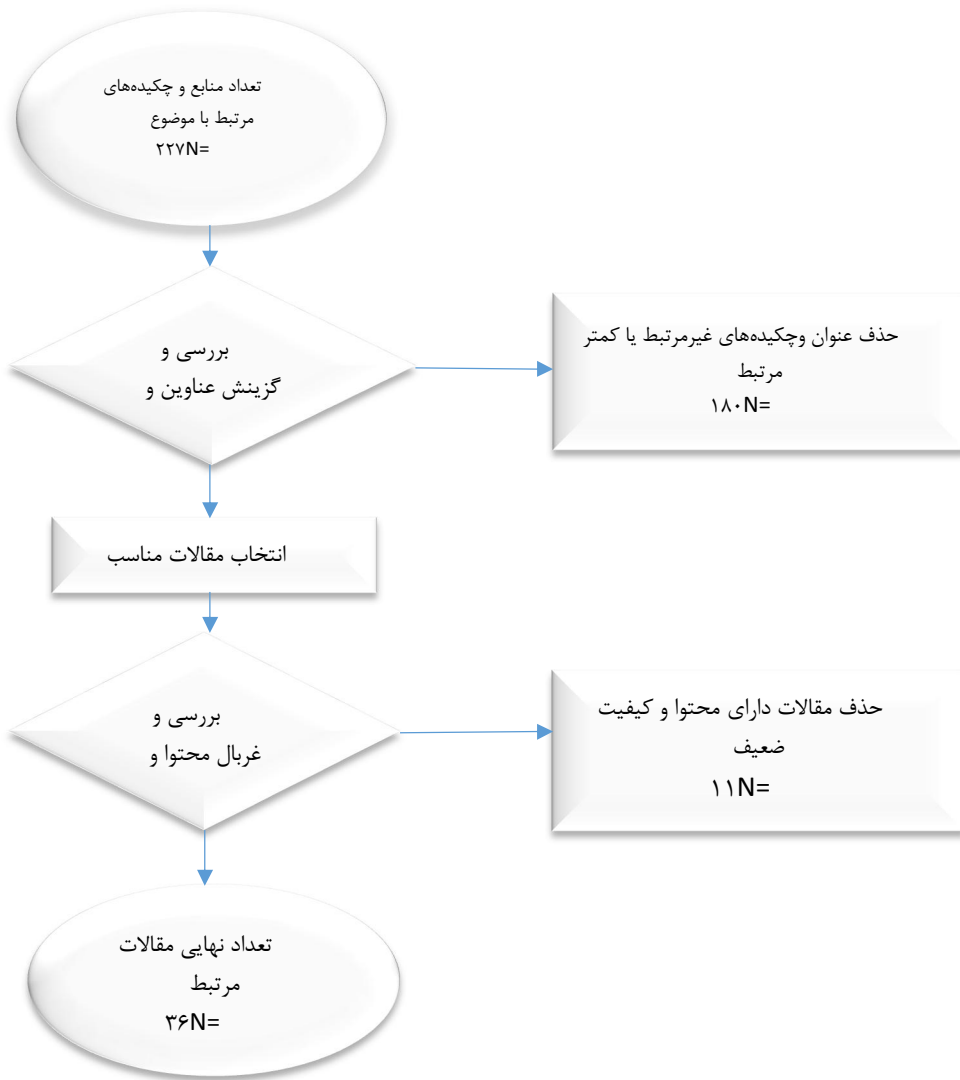 تعداد منابع و چکیده‌های
مرتبط با موضوع
۲۲۷N=
بررسی و
گزینش عناوین و
حذف عنوان وچکیده‌های غیرمرتبط یا کمتر
مرتبط
۱۸۰N=
انتخاب مقالات مناسب
بررسی و
غربال محتوا و
حذف مقالات دارای محتوا و کیفیت
ضعیف
۱۱N=
تعداد نهایی مقالات
مرتبط
۳۶N=